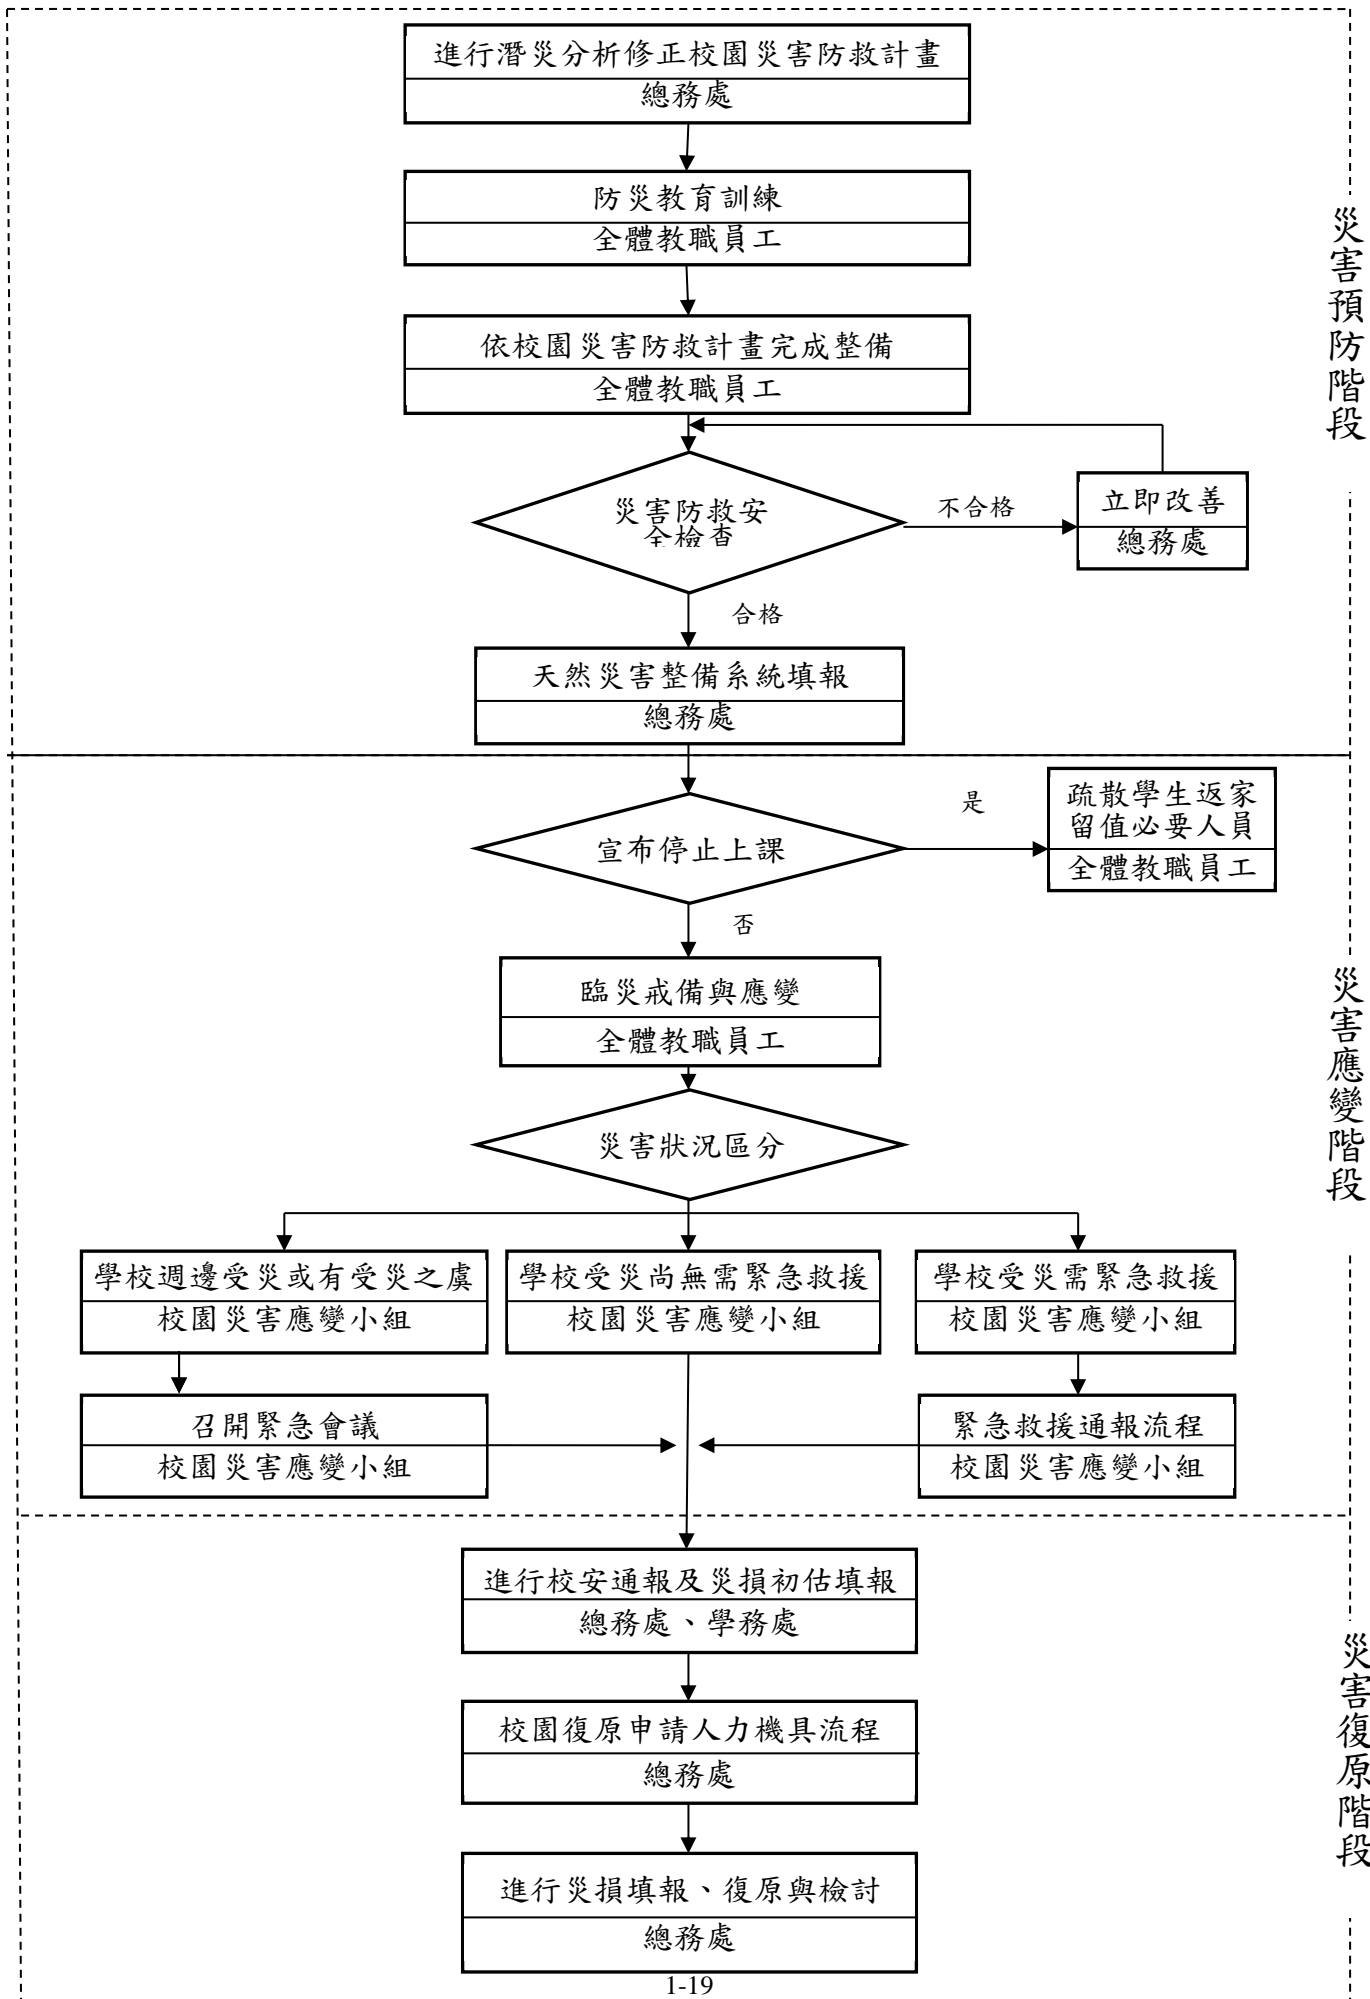 進行潛災分析修正校園災害防救計畫
總務處
防災教育訓練
全體教職員工
依校園災害防救計畫完成整備
全體教職員工
災害預防階段
災害防救安
全檢查
不合格
立即改善
總務處
合格
天然災害整備系統填報
總務處
宣布停止上課
是
疏散學生返家
留值必要人員
全體教職員工
否
臨災戒備與應變
全體教職員工
災害應變階段
災害狀況區分
學校週邊受災或有受災之虞
校園災害應變小組
學校受災尚無需緊急救援
校園災害應變小組
學校受災需緊急救援
校園災害應變小組
召開緊急會議
校園災害應變小組
緊急救援通報流程
校園災害應變小組
進行校安通報及災損初估填報
總務處、學務處
校園復原申請人力機具流程
總務處
災害復原階段
進行災損填報、復原與檢討
總務處
1-19